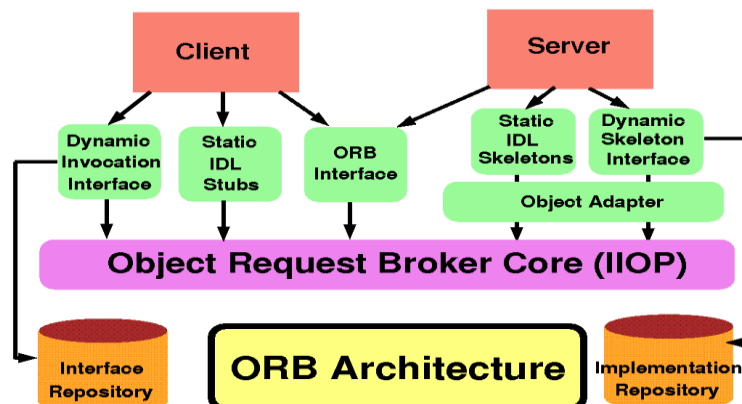 Client
Server
Dynamic
Invocation
Interface
Static
IDL
Stubs
ORB
Interface
Static
IDL
Skeletons
Dynamic
Skeleton
Interface
Object Adapter
Object Request Broker Core (IIOP)
Interface
Repository
ORB Architecture
Implementation
Repository